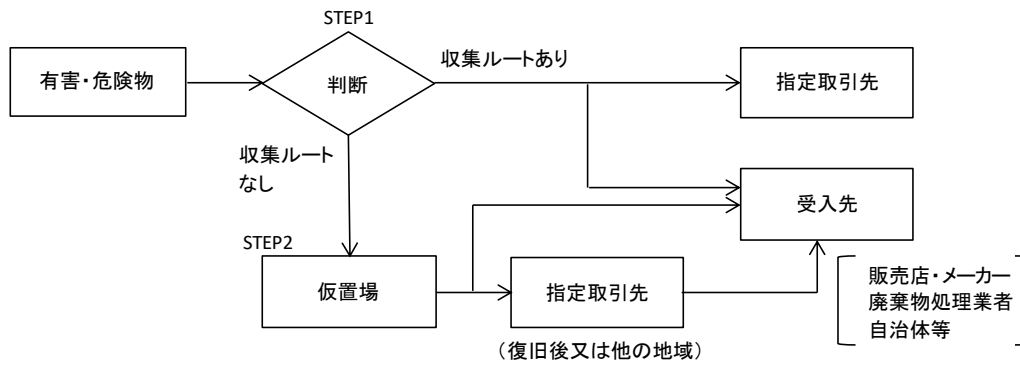 STEP1
有害・危険物
判断
収集ルートあり
指定取引先
収集ルート
なし
受入先
STEP2
仮置場
指定取引先
（復旧後又は他の地域）
販売店・メーカー
廃棄物処理業者
自治体等